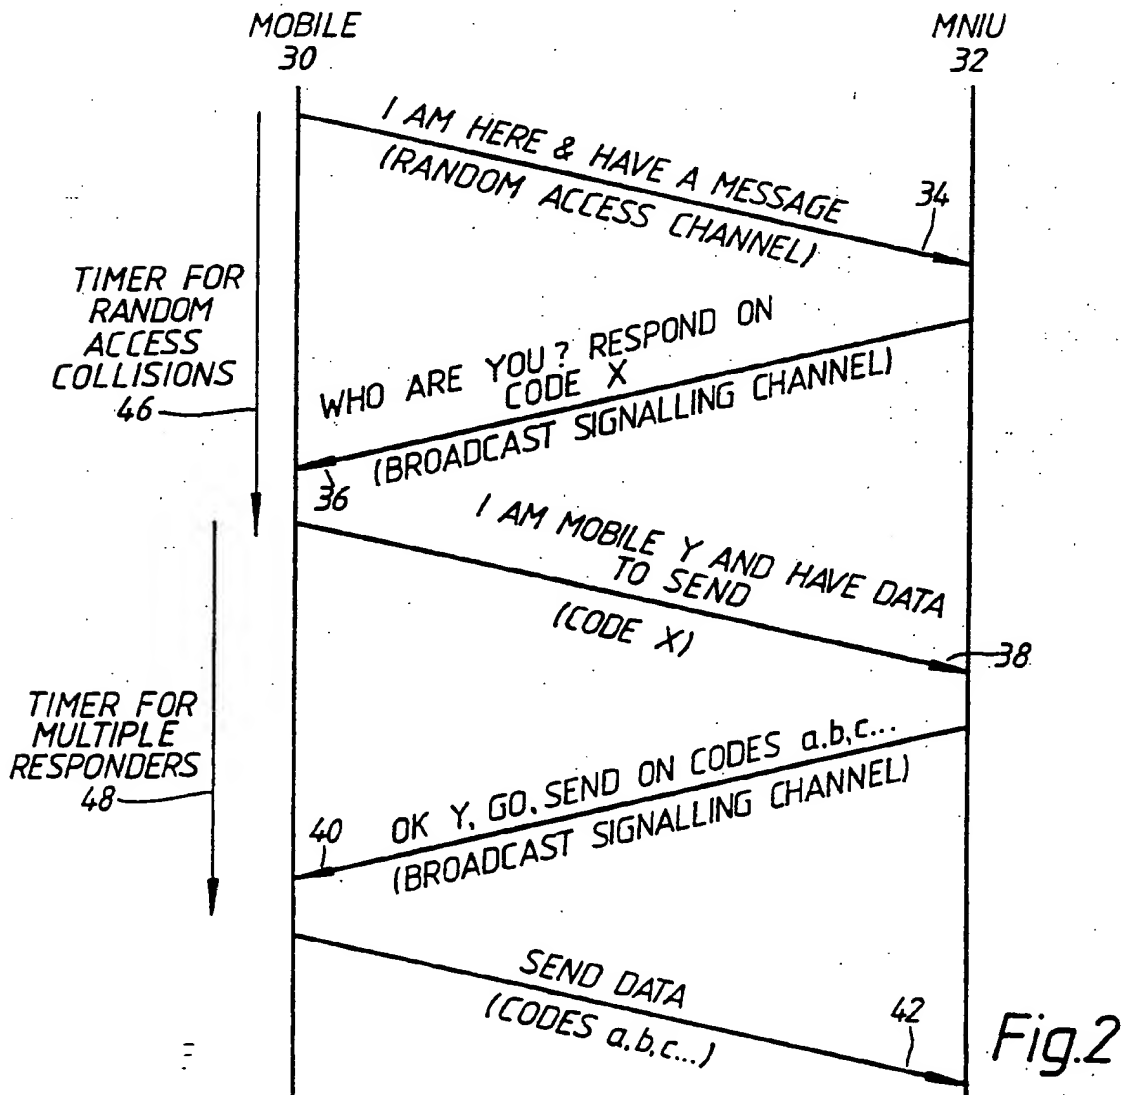 MOBILE
30
MNIU
32
I AM HERE & HAVE A MESSAGE
(RANDOM ACCESS CHANNEL)
34
TIMER FOR
RANDOM
ACCESS
COLLISIONS
46
WHO ARE YOU? RESPOND ON
CODE X
(BROADCAST SIGNALLING CHANNEL)
36
I AM MOBILE Y AND HAVE DATA
TO SEND
(CODE X)
38
TIMER FOR
MULTIPLE
RESPONDERS
48
OK Y, GO. SEND ON CODES a.b,c...
(BROADCAST SIGNALLING CHANNEL)
40
SEND DATA
(CODES a.b,c...)
42
Fig.2